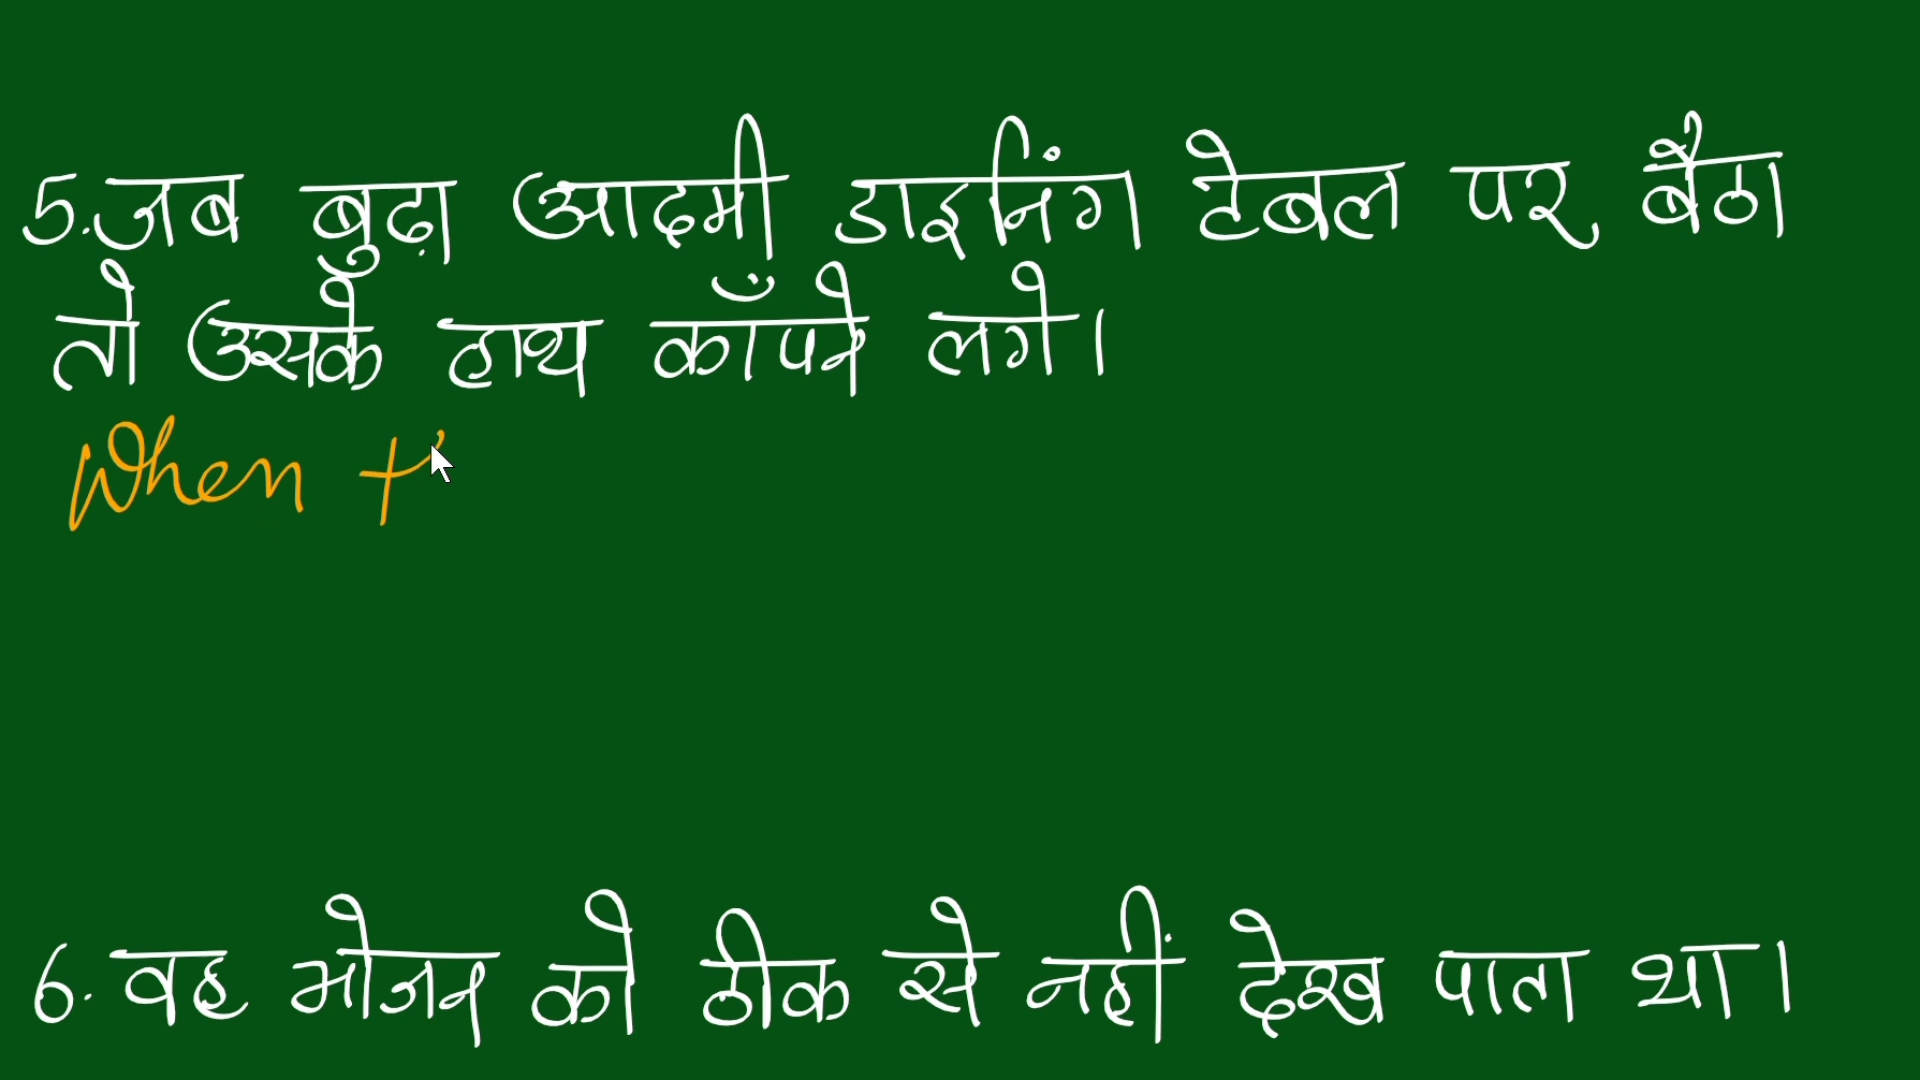 5. जब बुढ़ा आदमी डाइनिंग टेबल पर बैठा
तो उसके हाथ काँपने लगे।
When
6. वह भोजन को ठीक से नहीं देख पाता था।